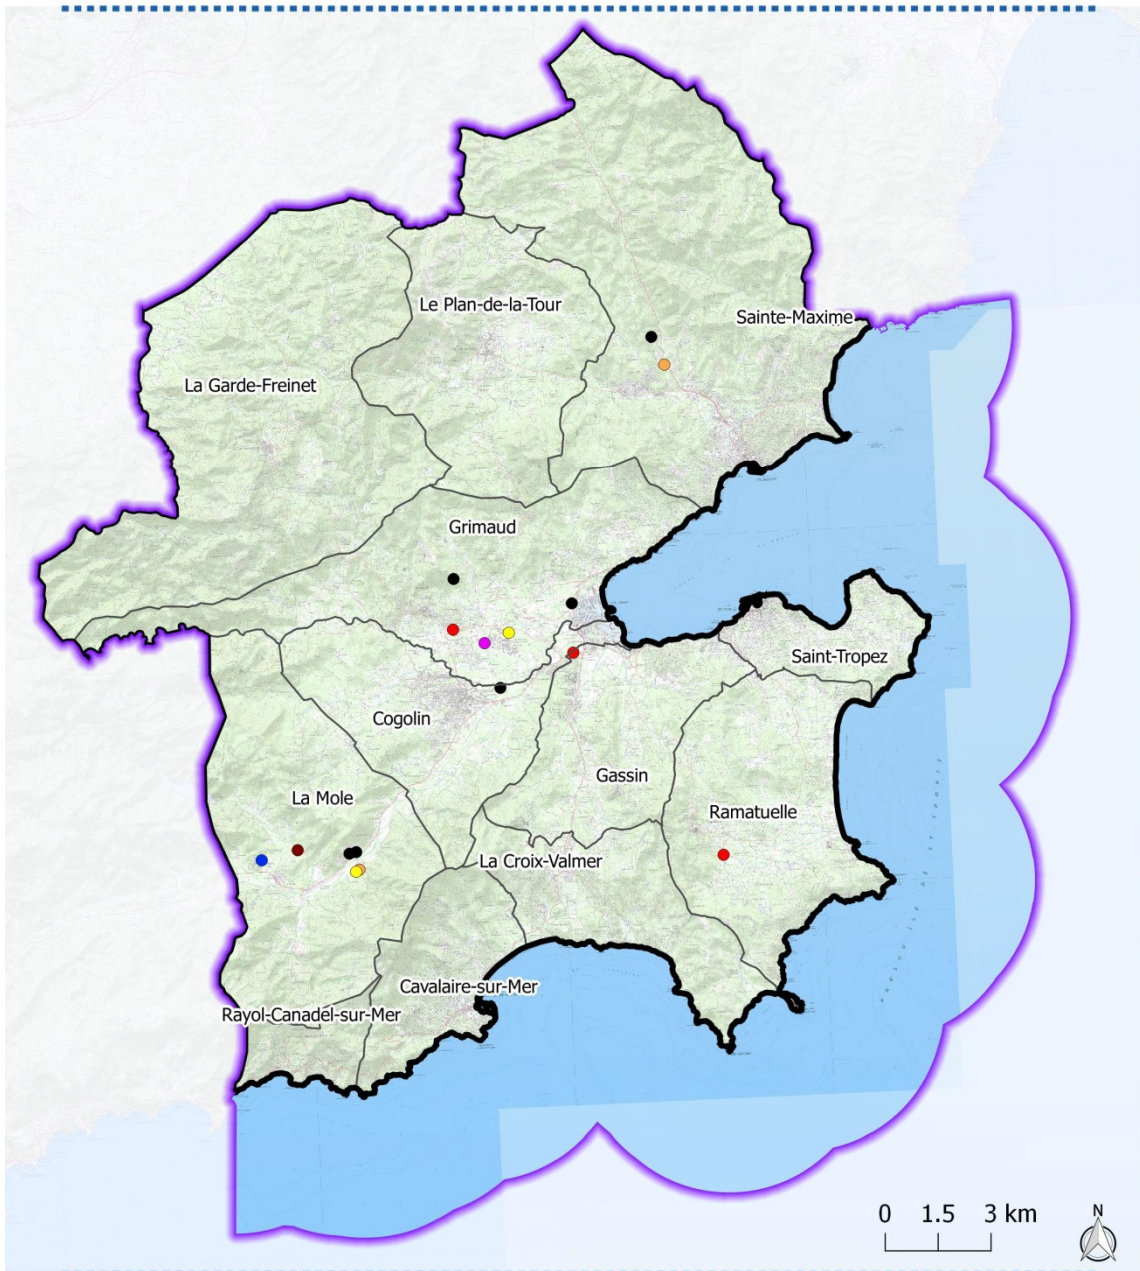 Le Plan-de-la-Tour
Sainte-Maxime
La Garde-Freinet
Grimaud
Saint-Tropez
Cogolin
Gassin
La Mole
Ramatuelle
La Croix-Valmer
Cavalaire-sur-Mer
Rayol-Canadel-sur-Mer
0 1.5 3 km
N